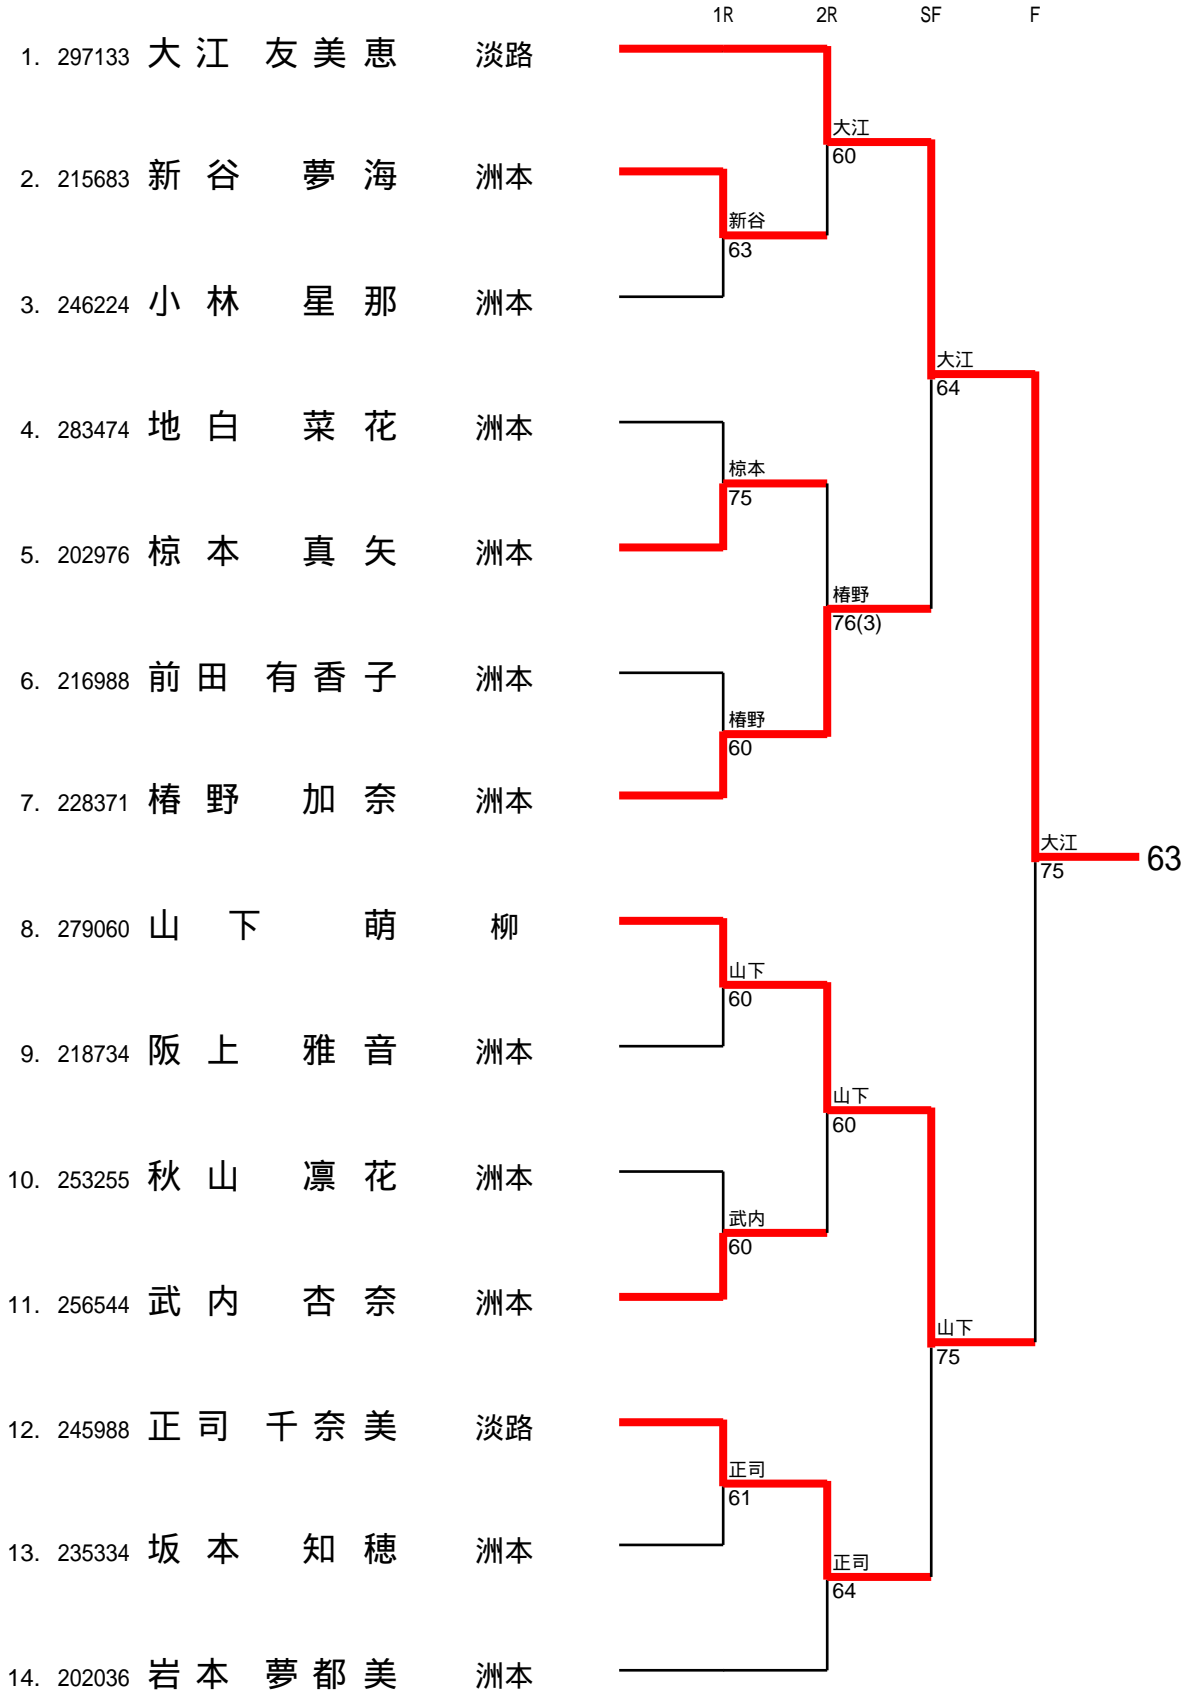 1R 2R SF F
1. 297133 大江 友美恵 淡路
大江
60
2. 215683 新谷 夢海 洲本
新谷
63
3. 246224 小林 星那 洲本
大江
64
4. 283474 地白 菜花 洲本
椋本
75
5. 202976 椋本 真矢 洲本
椿野
76(3)
6. 216988 前田 有香子 洲本
椿野
60
7. 228371 椿野 加奈 洲本
大江
75
63
8. 279060 山下 萌 柳
山下
60
9. 218734 阪上 雅音 洲本
山下
60
10. 253255 秋山 凛花 洲本
武内
60
11. 256544 武内 杏奈 洲本
山下
75
12. 245988 正司 千奈美 淡路
正司
61
13. 235334 坂本 知穂 洲本
正司
64
14. 202036 岩本 夢都美 洲本